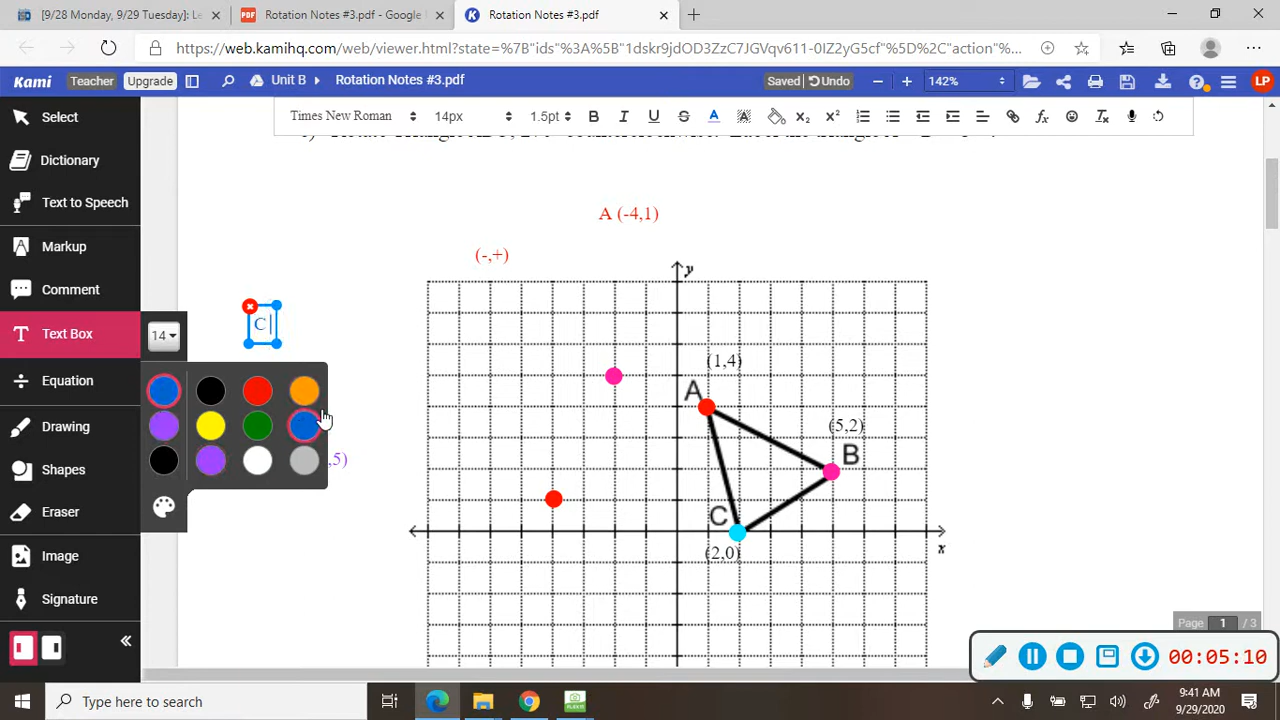 [9/28 Monday, 9/29 Tuesday]: Le
Rotation Notes #3.pdf - Google
Rotation Notes #3.pdf
https://web.kamihq.com/web/viewer.html?state=%7B"ids"%3A%5B"1dskr9jdOD3ZzC7JGVqv611-0IZ2yG5cf"%5D%2C"action"%...
Kami Teacher Upgrade Unit B Rotation Notes #3.pdf Saved Undo 142% LP
Select
Times New Roman 14px 1.5pt B I U S A A X₂ X²
Dictionary
Text to Speech
Markup
Comment
Text Box
Equation
Drawing
Shapes
Eraser
Image
Signature
14
A (-4,1)
(-,+)
C
,5)
y
(1,4)
A
(5,2)
B
C
(2,0)
x
Page 1 / 3
00:05:10
Type here to search
9:41 AM
9/29/2020